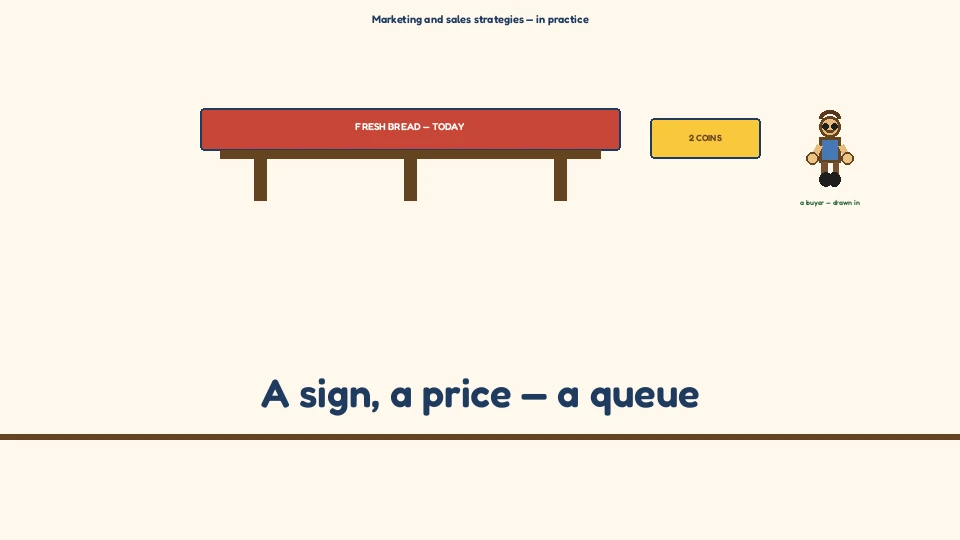 Marketing and sales strategies — in practice
FRESH BREAD — TODAY
2 COINS
a buyer — drawn in
A sign, a price — a queue